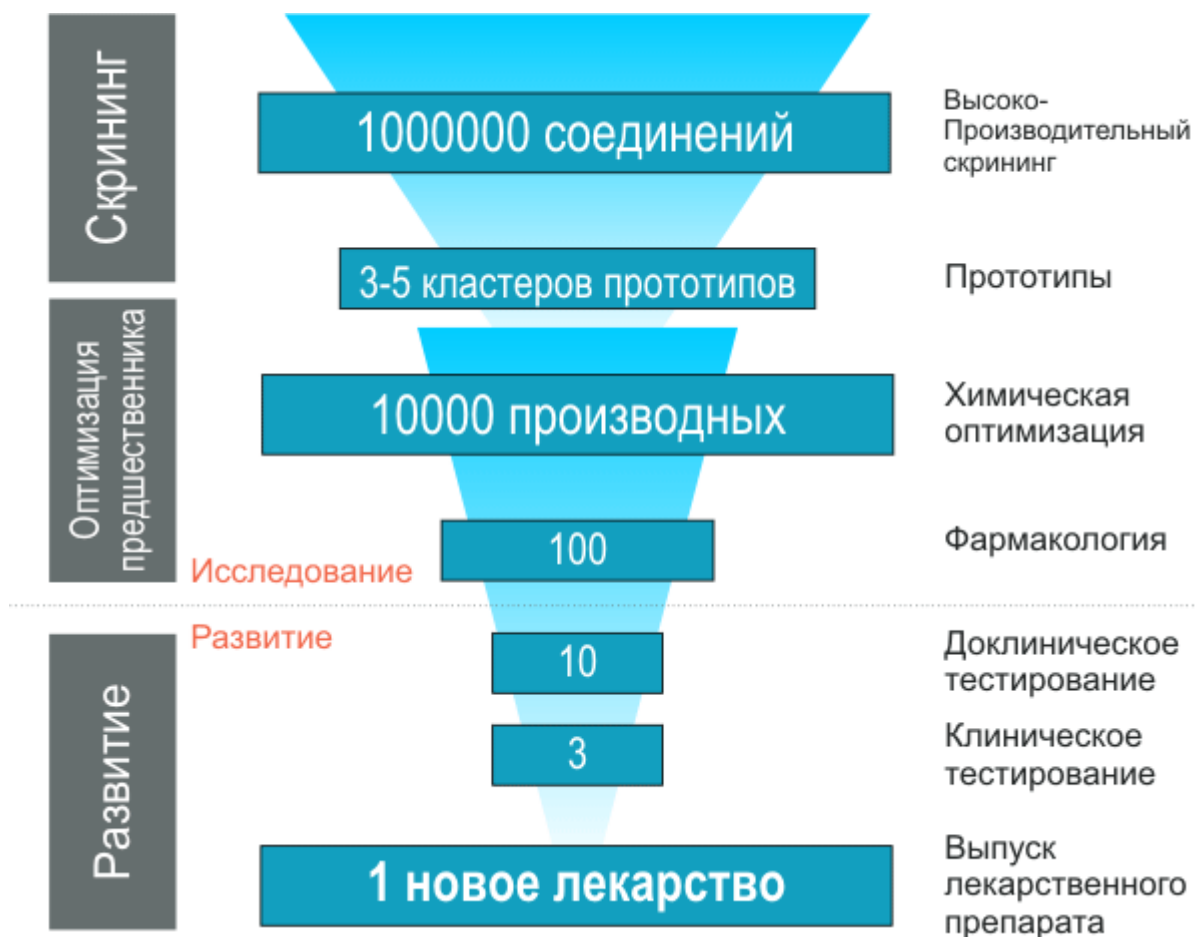 Скрининг
1000000 соединений
Высоко-
Производительный
скрининг
3-5 кластеров прототипов
Прототипы
Оптимизация
предшественника
10000 производных
Химическая
оптимизация
100
Фармакология
Исследование
Развитие
Развитие
10
Доклиническое
тестирование
3
Клиническое
тестирование
1 новое лекарство
Выпуск
лекарственного
препарата